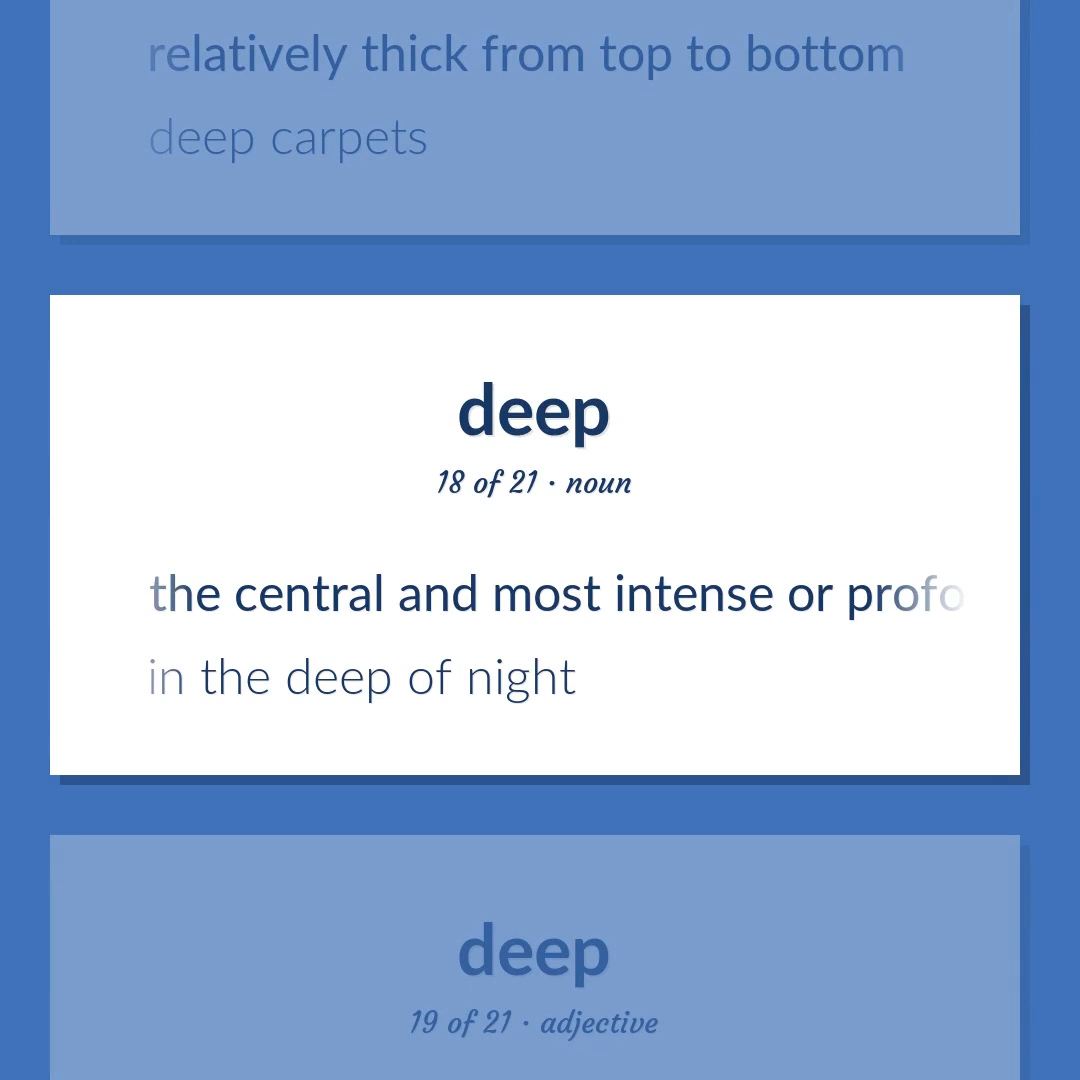 relatively thick from top to bottom
deep carpets
deep
18 of 21 · noun
the central and most intense or profo
in the deep of night
deep
19 of 21 · adjective